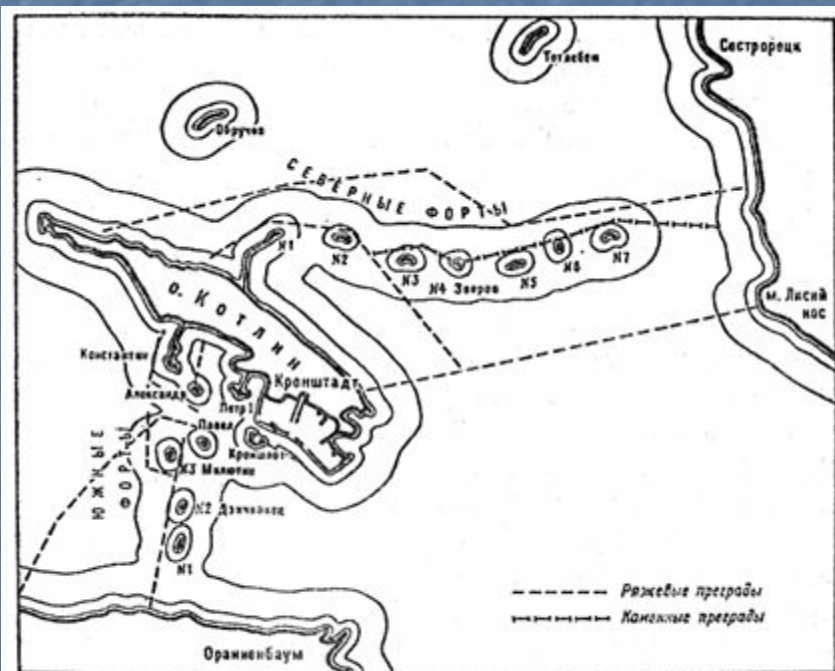 Сестрорецк
Тотлебен
Обручев
СЕВЕРНЫЕ ФОРТЫ
N1
N2
N3
N4 Зверев
N5
N6
N7
м. Лисий
нос
о. КОТЛИН
Константин
Александр
Петр I
Кронштадт
Павел
Кроншлот
N3 Милютин
ЮЖНЫЕ
ФОРТЫ
N2 Дзичканец
N1
Ряжевые преграды
Каменные преграды
Ораниенбаум